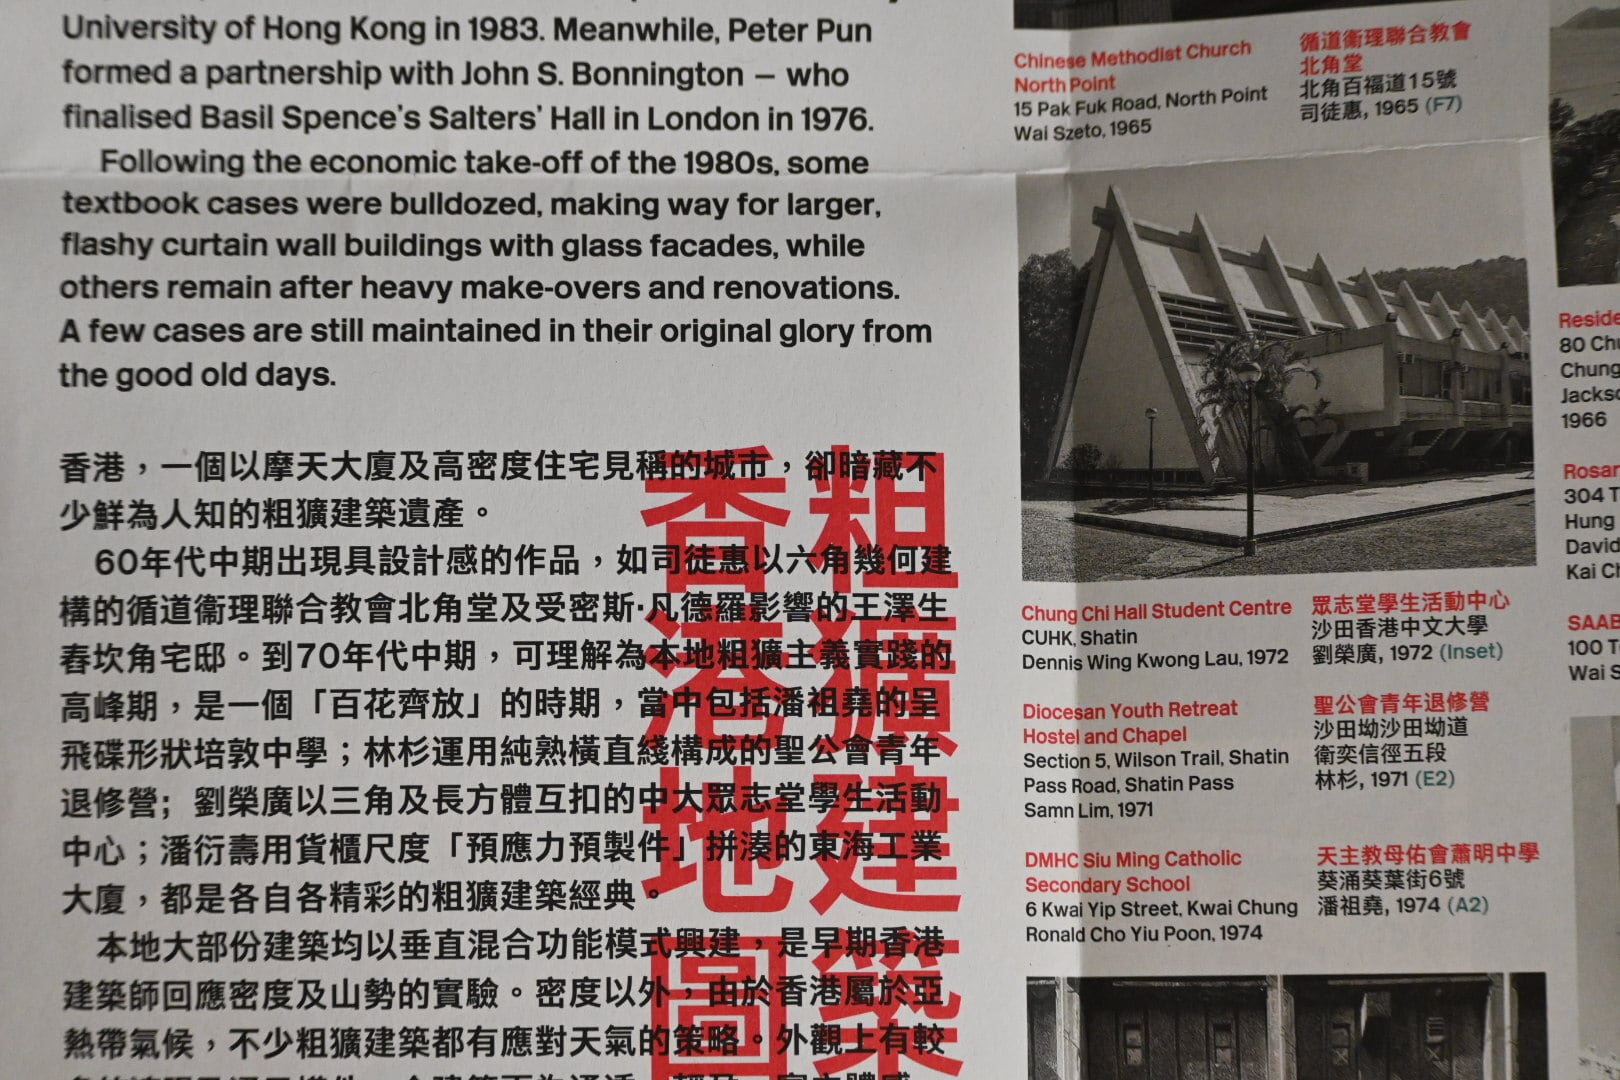 University of Hong Kong in 1983. Meanwhile, Peter Pun
formed a partnership with John S. Bonnington – who
finalised Basil Spence's Salters' Hall in London in 1976.
Following the economic take-off of the 1980s, some
textbook cases were bulldozed, making way for larger,
flashy curtain wall buildings with glass facades, while
others remain after heavy make-overs and renovations.
A few cases are still maintained in their original glory from
the good old days.
香港，一個以摩天大廈及高密度住宅見稱的城市，卻暗藏不
少鮮為人知的粗獷建築遺產。
60年代中期出現具設計感的作品，如司徒惠以六角幾何建
構的循道衞理聯合教會北角堂及受密斯·凡德羅影響的王澤生
舂坎角宅邸。到70年代中期，可理解為本地粗獷主義實踐的
高峰期，是一個「百花齊放」的時期，當中包括潘祖堯的呈
飛碟形狀培敦中學；林杉運用純熟橫直綫構成的聖公會青年
退修營；劉榮廣以三角及長方體互扣的中大眾志堂學生活動
中心；潘衍壽用貨櫃尺度「預應力預製件」拼湊的東海工業
大廈，都是各自各精彩的粗獷建築經典。
本地大部份建築均以垂直混合功能模式興建，是早期香港
建築師回應密度及山勢的實驗。密度以外，由於香港屬於亞
熱帶氣候，不少粗獷建築都有應對天氣的策略。外觀上有較
粗獷建築
香港地圖
Chinese Methodist Church
North Point
15 Pak Fuk Road, North Point
Wai Szeto, 1965
循道衞理聯合教會
北角堂
北角百福道15號
司徒惠, 1965 (F7)
Chung Chi Hall Student Centre
CUHK, Shatin
Dennis Wing Kwong Lau, 1972
眾志堂學生活動中心
沙田香港中文大學
劉榮廣, 1972 (Inset)
Diocesan Youth Retreat
Hostel and Chapel
Section 5, Wilson Trail, Shatin
Pass Road, Shatin Pass
Samn Lim, 1971
聖公會青年退修營
沙田坳沙田坳道
衛奕信徑五段
林杉, 1971 (E2)
DMHC Siu Ming Catholic
Secondary School
6 Kwai Yip Street, Kwai Chung
Ronald Cho Yiu Poon, 1974
天主教母佑會蕭明中學
葵涌葵葉街6號
潘祖堯, 1974 (A2)
Reside
80 Chu
Chung
Jackso
1966
Rosar
304 T
Hung
David
Kai Ch
SAAB
100 T
Wai S